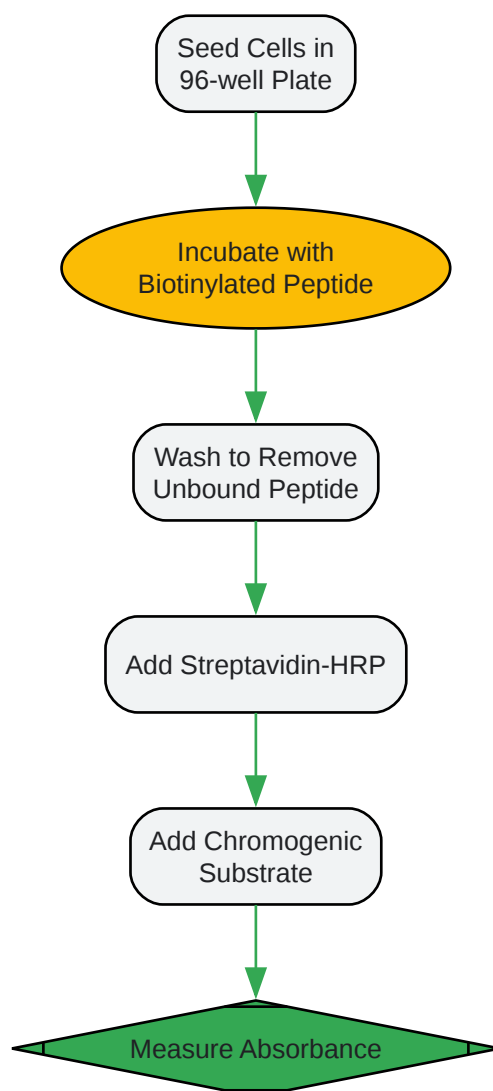 Seed Cells in
96-well Plate
Incubate with
Biotinylated Peptide
Wash to Remove
Unbound Peptide
Add Streptavidin-HRP
Add Chromogenic
Substrate
Measure Absorbance